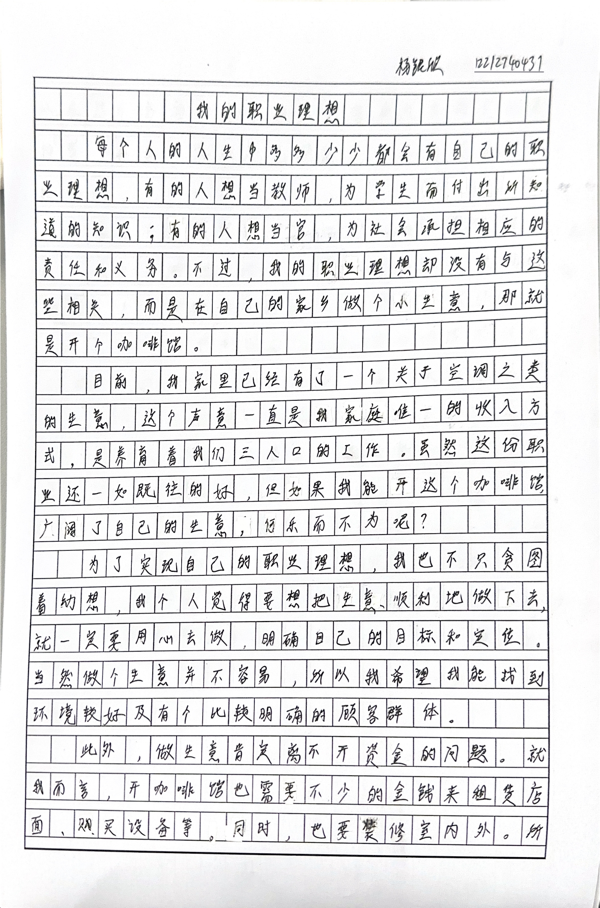 杨锭欣 1212740437
我的职业理想
每个人的人生中多多少少都会有自己的职
业理想，有的人想当教师，为学生而付出所知
道的知识；有的人想当官，为社会承担相应的
责任和义务。不过，我的职业理想却没有与这
些相关，而是在自己的家乡做个小生意，那就
是开个咖啡馆。
目前，我家里已经有了一个关于空调之类
的生意，这个声意一直是我家庭唯一的收入方
式，是养育着我们三人口的工作。虽然这份职
业还一如既往的好，但如果我能开这个咖啡馆
广阔了自己的生意，何乐而不为呢？
为了实现自己的职业理想，我也不只贪图
着幼想，我个人觉得要想把生意、顺利地做下去，
就一定要用心去做，明确自己的目标和定位。
当然做个生意并不容易，所以我希望我能找到
环境较好及有个比较明确的顾客群体。
此外，做生意肯定离不开资金的问题。就
我而言，开咖啡馆也需要不少的金钱来组货店
面、购买设备等。同时，也要装修室内外。所